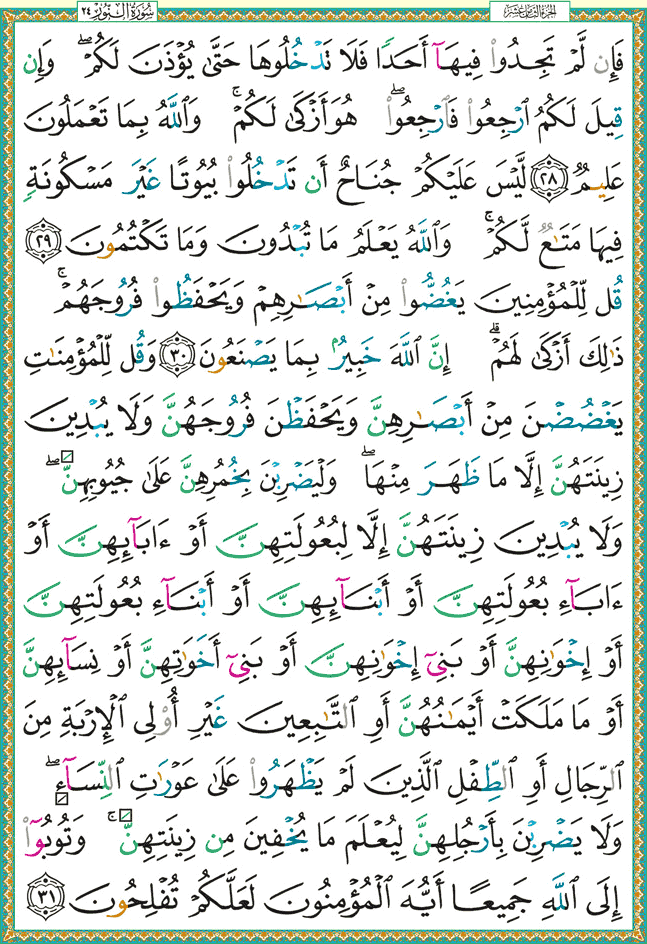 الجزء الثامن عشر
سُورَةُ النُّورِ ٢٤
فَإِن لَّمْ تَجِدُوا۟ فِيهَآ أَحَدًا فَلَا تَدْخُلُوهَا حَتَّىٰ يُؤْذَنَ لَكُمْ ۖ وَإِن
قِيلَ لَكُمُ ٱرْجِعُوا۟ فَٱرْجِعُوا۟ ۖ هُوَ أَزْكَىٰ لَكُمْ ۚ وَٱللَّهُ بِمَا تَعْمَلُونَ
عَلِيمٌ ٢٨ لَّيْسَ عَلَيْكُمْ جُنَاحٌ أَن تَدْخُلُوا۟ بُيُوتًا غَيْرَ مَسْكُونَةٍ
فِيهَا مَتَـٰعٌ لَّكُمْ ۚ وَٱللَّهُ يَعْلَمُ مَا تُبْدُونَ وَمَا تَكْتُمُونَ ٢٩
قُل لِّلْمُؤْمِنِينَ يَغُضُّوا۟ مِنْ أَبْصَـٰرِهِمْ وَيَحْفَظُوا۟ فُرُوجَهُمْ ۚ
ذَٰلِكَ أَزْكَىٰ لَهُمْ ۗ إِنَّ ٱللَّهَ خَبِيرٌۢ بِمَا يَصْنَعُونَ ٣٠ وَقُل لِّلْمُؤْمِنَـٰتِ
يَغْضُضْنَ مِنْ أَبْصَـٰرِهِنَّ وَيَحْفَظْنَ فُرُوجَهُنَّ وَلَا يُبْدِينَ
زِينَتَهُنَّ إِلَّا مَا ظَهَرَ مِنْهَا ۖ وَلْيَضْرِبْنَ بِخُمُرِهِنَّ عَلَىٰ جُيُوبِهِنَّ ۖ
وَلَا يُبْدِينَ زِينَتَهُنَّ إِلَّا لِبُعُولَتِهِنَّ أَوْ ءَابَآئِهِنَّ أَوْ
ءَابَآءِ بُعُولَتِهِنَّ أَوْ أَبْنَآئِهِنَّ أَوْ أَبْنَآءِ بُعُولَتِهِنَّ
أَوْ إِخْوَٰنِهِنَّ أَوْ بَنِىٓ إِخْوَٰنِهِنَّ أَوْ بَنِىٓ أَخَوَٰتِهِنَّ أَوْ نِسَآئِهِنَّ
أَوْ مَا مَلَكَتْ أَيْمَـٰنُهُنَّ أَوِ ٱلتَّـٰبِعِينَ غَيْرِ أُو۟لِى ٱلْإِرْبَةِ مِنَ
ٱلرِّجَالِ أَوِ ٱلطِّفْلِ ٱلَّذِينَ لَمْ يَظْهَرُوا۟ عَلَىٰ عَوْرَٰتِ ٱلنِّسَآءِ ۖ
وَلَا يَضْرِبْنَ بِأَرْجُلِهِنَّ لِيُعْلَمَ مَا يُخْفِينَ مِن زِينَتِهِنَّ ۚ وَتُوبُوٓا۟
إِلَى ٱللَّهِ جَمِيعًا أَيُّهَ ٱلْمُؤْمِنُونَ لَعَلَّكُمْ تُفْلِحُونَ ٣١